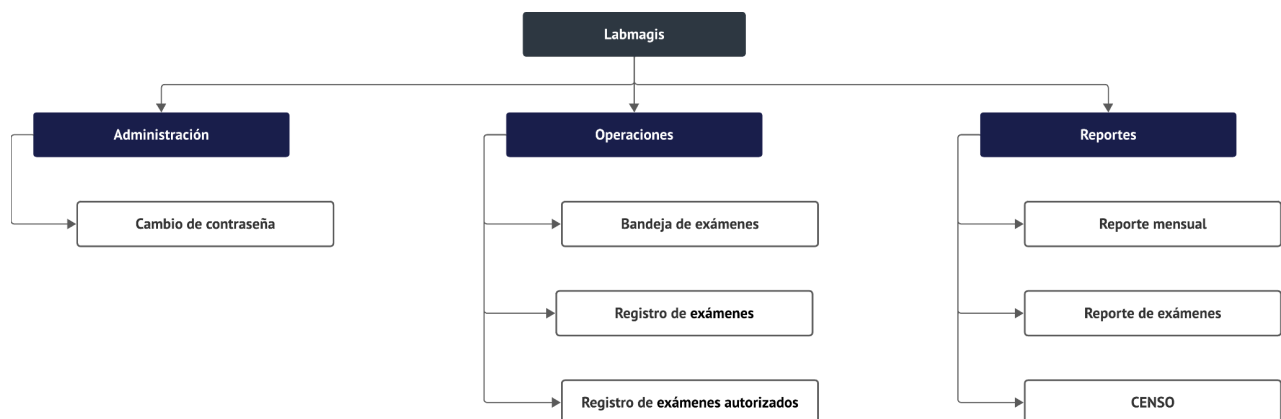 Labmagis
Administración
Operaciones
Reportes
Cambio de contraseña
Bandeja de exámenes
Reporte mensual
Registro de exámenes
Reporte de exámenes
Registro de exámenes autorizados
CENSO